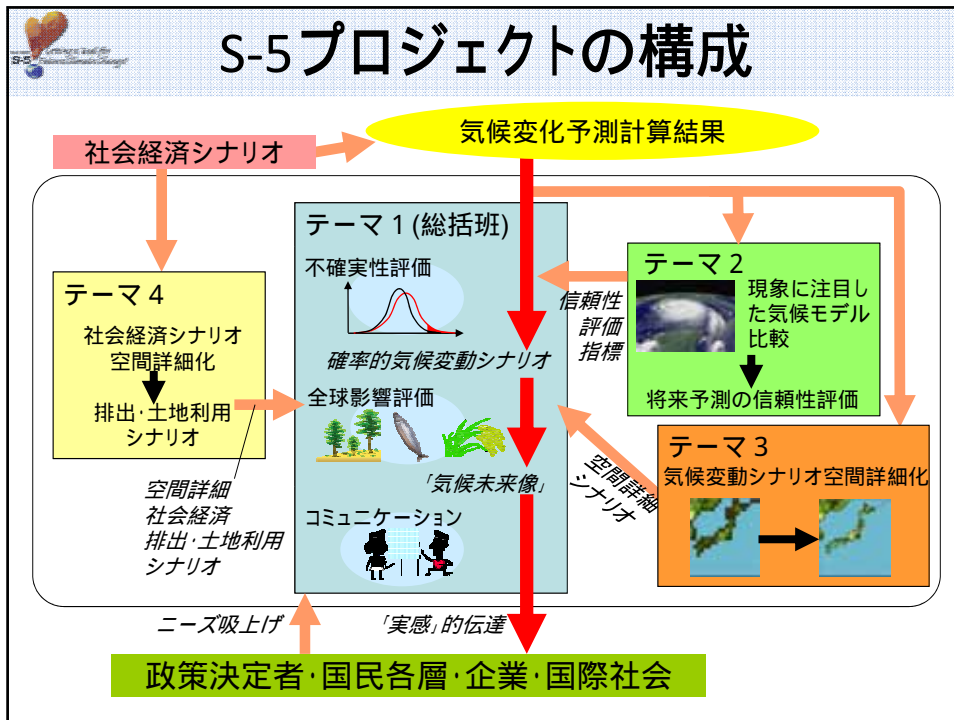 S-5プロジェクトの構成
S-5
気候変化予測計算結果
社会経済シナリオ
テーマ1(総括班)
不確実性評価
確率的気候変動シナリオ
全球影響評価
「気候未来像」
コミュニケーション
テーマ2
現象に注目し
た気候モデル
比較
将来予測の信頼性評価
信頼性
評価
指標
テーマ3
気候変動シナリオ空間詳細化
空間詳細
シナリオ
テーマ4
社会経済シナリオ
空間詳細化
排出・土地利用
シナリオ
空間詳細
社会経済
排出・土地利用
シナリオ
ニーズ吸上げ
「実感」的伝達
政策決定者・国民各層・企業・国際社会